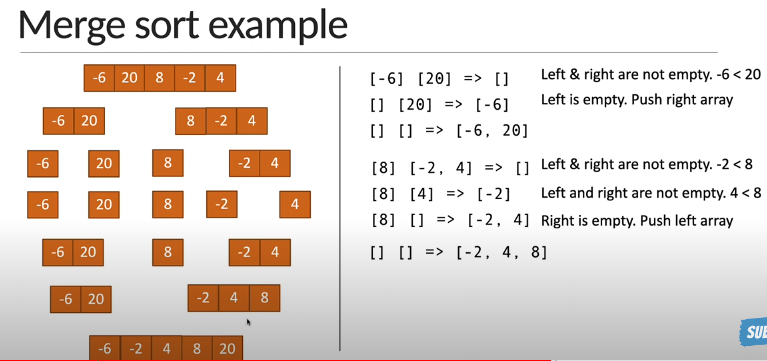 Merge sort example
-6 20 8 -2 4
-6 20 8 -2 4
-6 20 8 -2 4
-6 20 8 -2 4
-6 20 8 -2 4
-6 20 -2 4 8
-6 -2 4 8 20
[-6] [20] => [] Left & right are not empty. -6 < 20
[] [20] => [-6] Left is empty. Push right array
[] [] => [-6, 20]
[8] [-2, 4] => [] Left & right are not empty. -2 < 8
[8] [4] => [-2] Left and right are not empty. 4 < 8
[8] [] => [-2, 4] Right is empty. Push left array
[] [] => [-2, 4, 8]